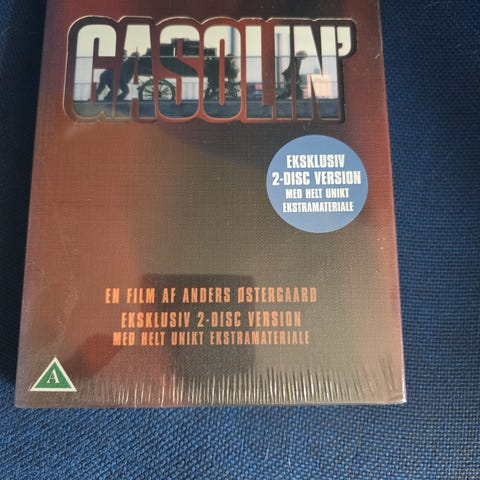 GASOLIN'
EKSKLUSIV
2-DISC VERSION
MED HELT UNIKT
EKSTRAMATERIALE
EN FILM AF ANDERS ØSTERGAARD
EKSKLUSIV 2-DISC VERSION
MED HELT UNIKT EKSTRAMATERIALE
A